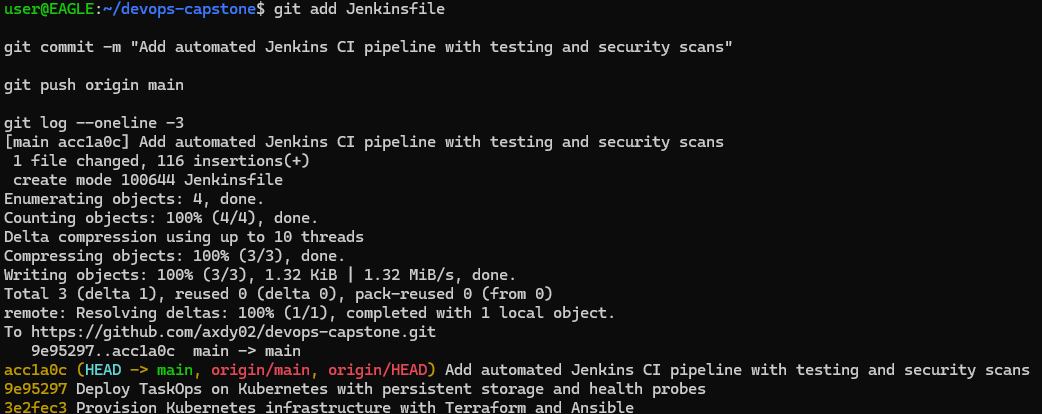 user@EAGLE:~/devops-capstone$ git add Jenkinsfile
git commit -m "Add automated Jenkins CI pipeline with testing and security scans"
git push origin main
git log --oneline -3
[main acc1a0c] Add automated Jenkins CI pipeline with testing and security scans
 1 file changed, 116 insertions(+)
 create mode 100644 Jenkinsfile
Enumerating objects: 4, done.
Counting objects: 100% (4/4), done.
Delta compression using up to 10 threads
Compressing objects: 100% (3/3), done.
Writing objects: 100% (3/3), 1.32 KiB | 1.32 MiB/s, done.
Total 3 (delta 1), reused 0 (delta 0), pack-reused 0 (from 0)
remote: Resolving deltas: 100% (1/1), completed with 1 local object.
To https://github.com/axdy02/devops-capstone.git
   9e95297..acc1a0c  main -> main
acc1a0c (HEAD -> main, origin/main, origin/HEAD) Add automated Jenkins CI pipeline with testing and security scans
9e95297 Deploy TaskOps on Kubernetes with persistent storage and health probes
3e2fec3 Provision Kubernetes infrastructure with Terraform and Ansible